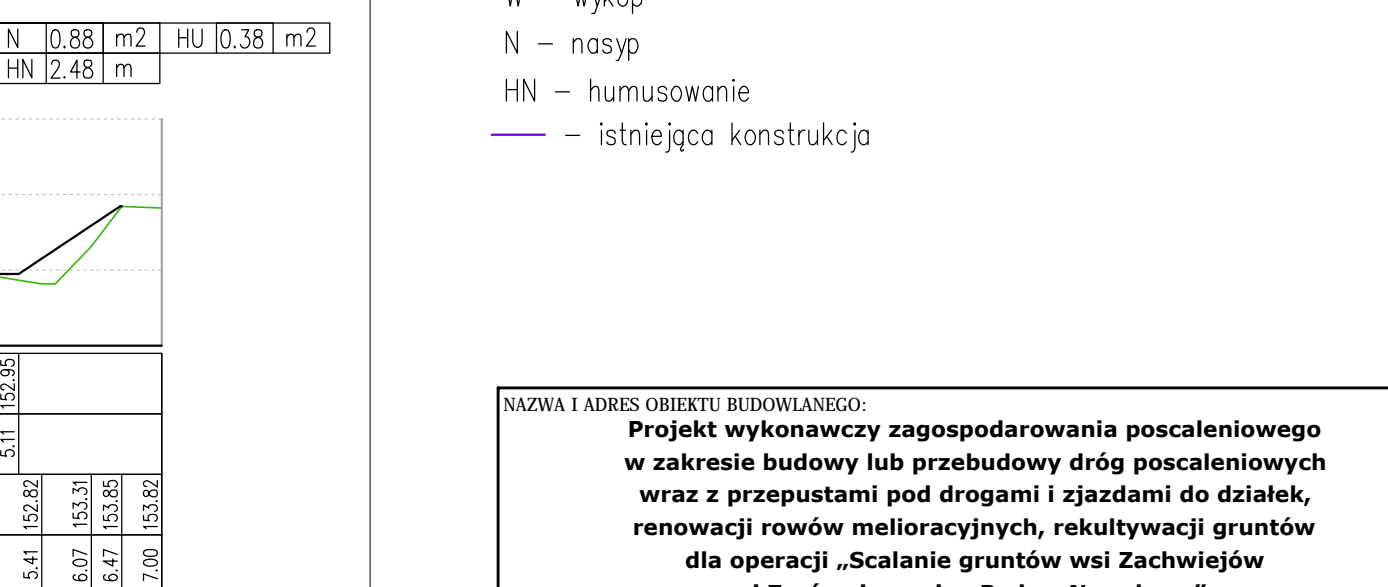 N 0.88 m2 HU 0.38 m2
HN 2.48 m
152.95
5.11
152.82 153.31 153.85 153.82
5.41 6.07 6.47 7.00
W – wykop
N – nasyp
HN – humusowanie
– istniejąca konstrukcja
NAZWA I ADRES OBIEKTU BUDOWLANEGO:
Projekt wykonawczy zagospodarowania poscaleniowego
w zakresie budowy lub przebudowy dróg poscaleniowych
wraz z przepustami pod drogami i zjazdami do działek,
renowacji rowów melioracyjnych, rekultywacji gruntów
dla operacji „Scalanie gruntów wsi Zachwiejów